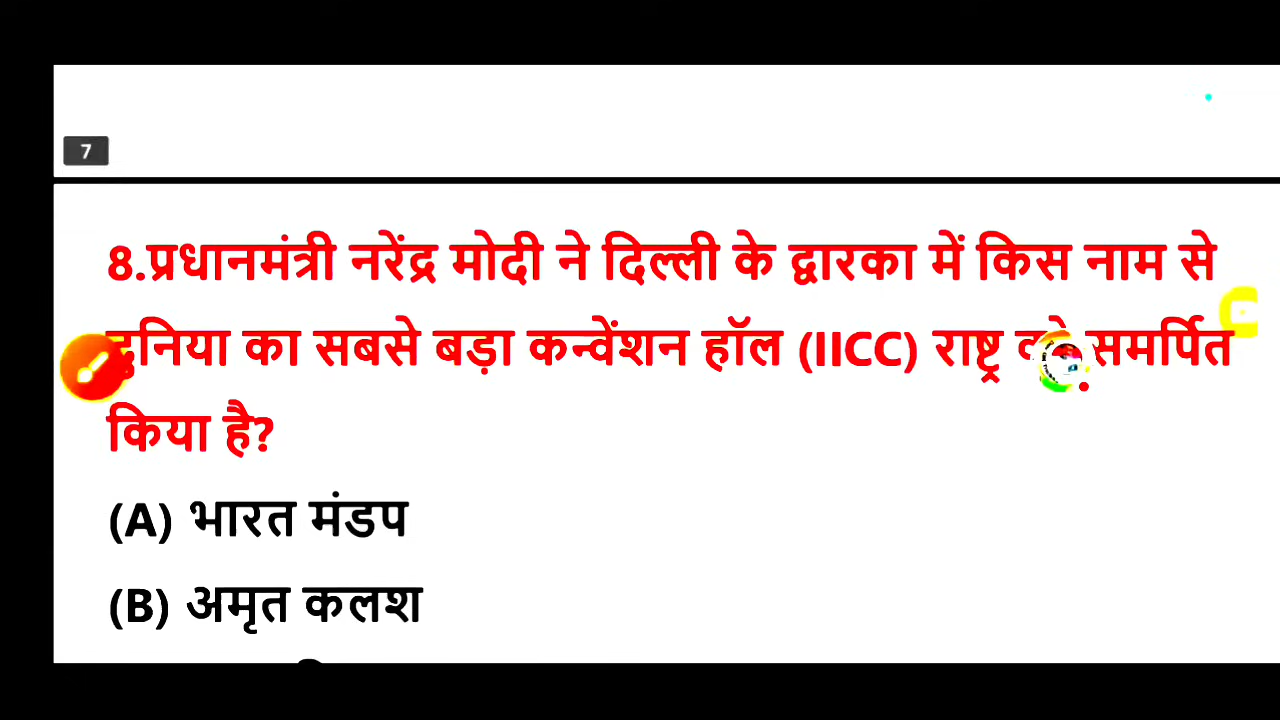 7
8.प्रधानमंत्री नरेंद्र मोदी ने दिल्ली के द्वारका में किस नाम से
दुनिया का सबसे बड़ा कन्वेंशन हॉल (IICC) राष्ट्र को समर्पित
किया है?
(A) भारत मंडप
(B) अमृत कलश